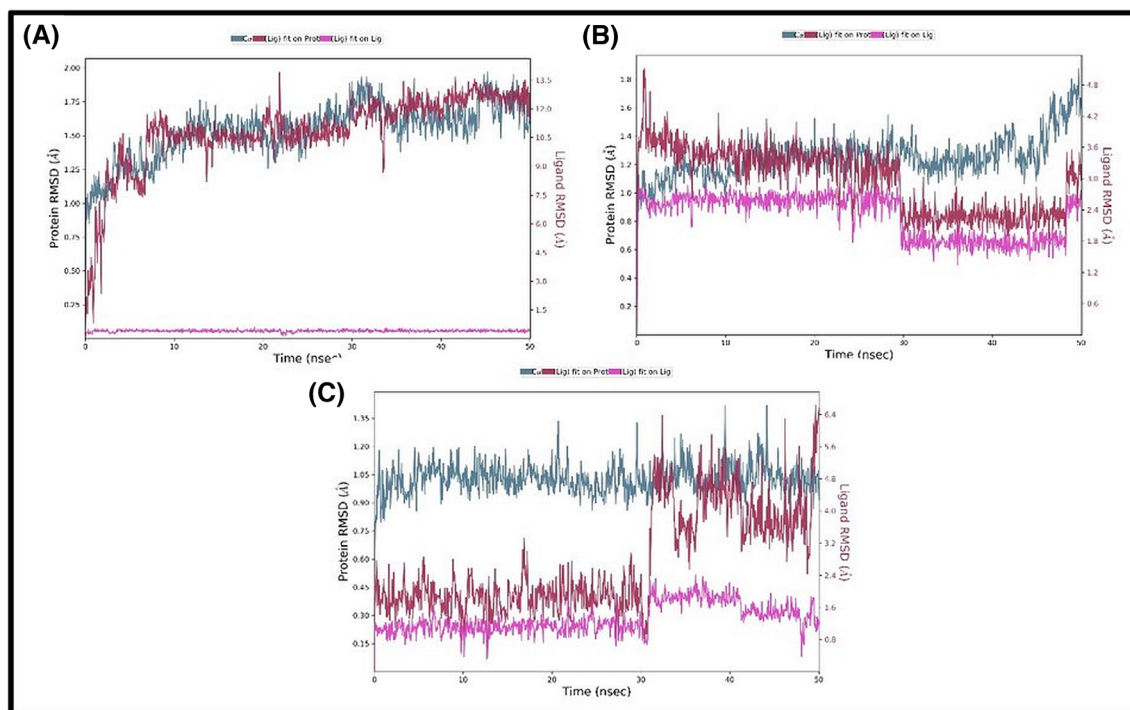 (A)
Cα (Lig) fit on Prot (Lig) fit on Lig
Protein RMSD (Å)
2.00
1.75
1.50
1.25
1.00
0.75
0.50
0.25
Ligand RMSD (Å)
13.5
12.0
10.5
9.0
7.5
6.0
4.5
3.0
1.5
0 10 20 30 40 50
Time (nsec)
(B)
Cα (Lig) fit on Prot (Lig) fit on Lig
Protein RMSD (Å)
1.8
1.6
1.4
1.2
1.0
0.8
0.6
0.4
0.2
Ligand RMSD (Å)
4.8
4.2
3.6
3.0
2.4
1.8
1.2
0.6
0 10 20 30 40 50
Time (nsec)
(C)
Cα (Lig) fit on Prot (Lig) fit on Lig
Protein RMSD (Å)
1.35
1.20
1.05
0.90
0.75
0.60
0.45
0.30
0.15
Ligand RMSD (Å)
6.4
5.6
4.8
4.0
3.2
2.4
1.6
0.8
0 10 20 30 40 50
Time (nsec)